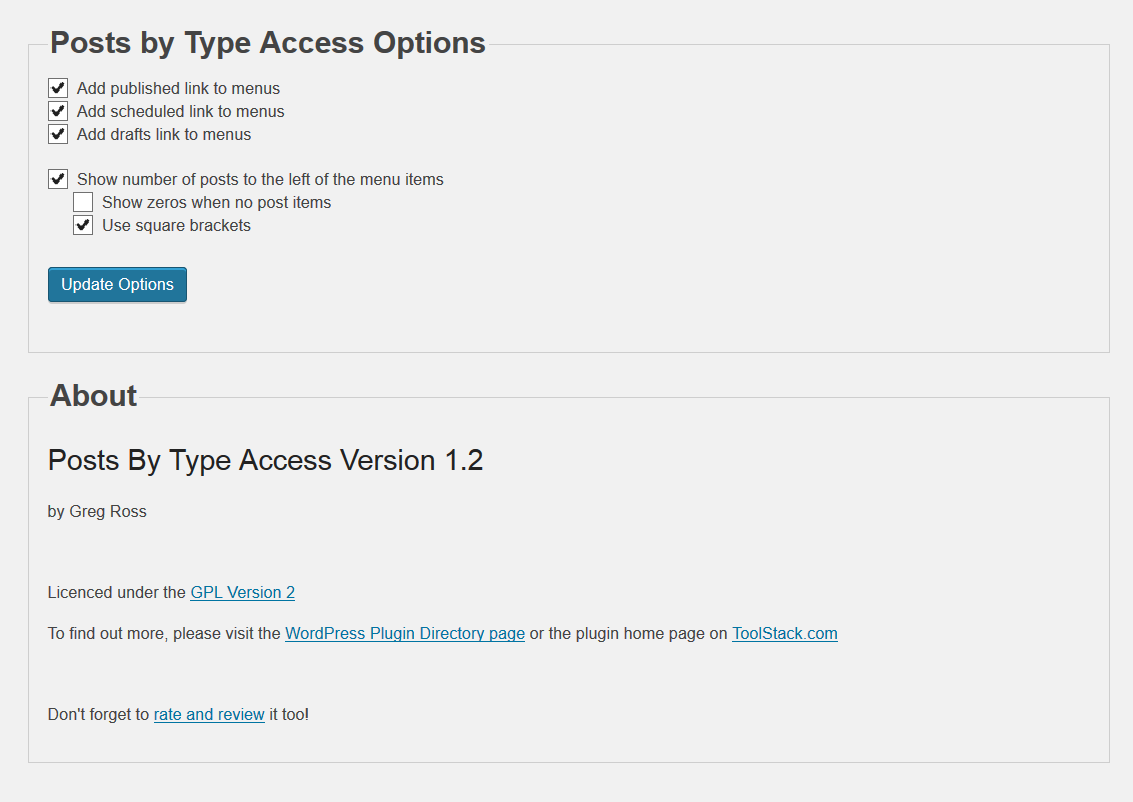 Posts by Type Access Options
Add published link to menus
Add scheduled link to menus
Add drafts link to menus
Show number of posts to the left of the menu items
Show zeros when no post items
Use square brackets
Update Options
About
Posts By Type Access Version 1.2
by Greg Ross
Licenced under the GPL Version 2
To find out more, please visit the WordPress Plugin Directory page or the plugin home page on ToolStack.com
Don't forget to rate and review it too!